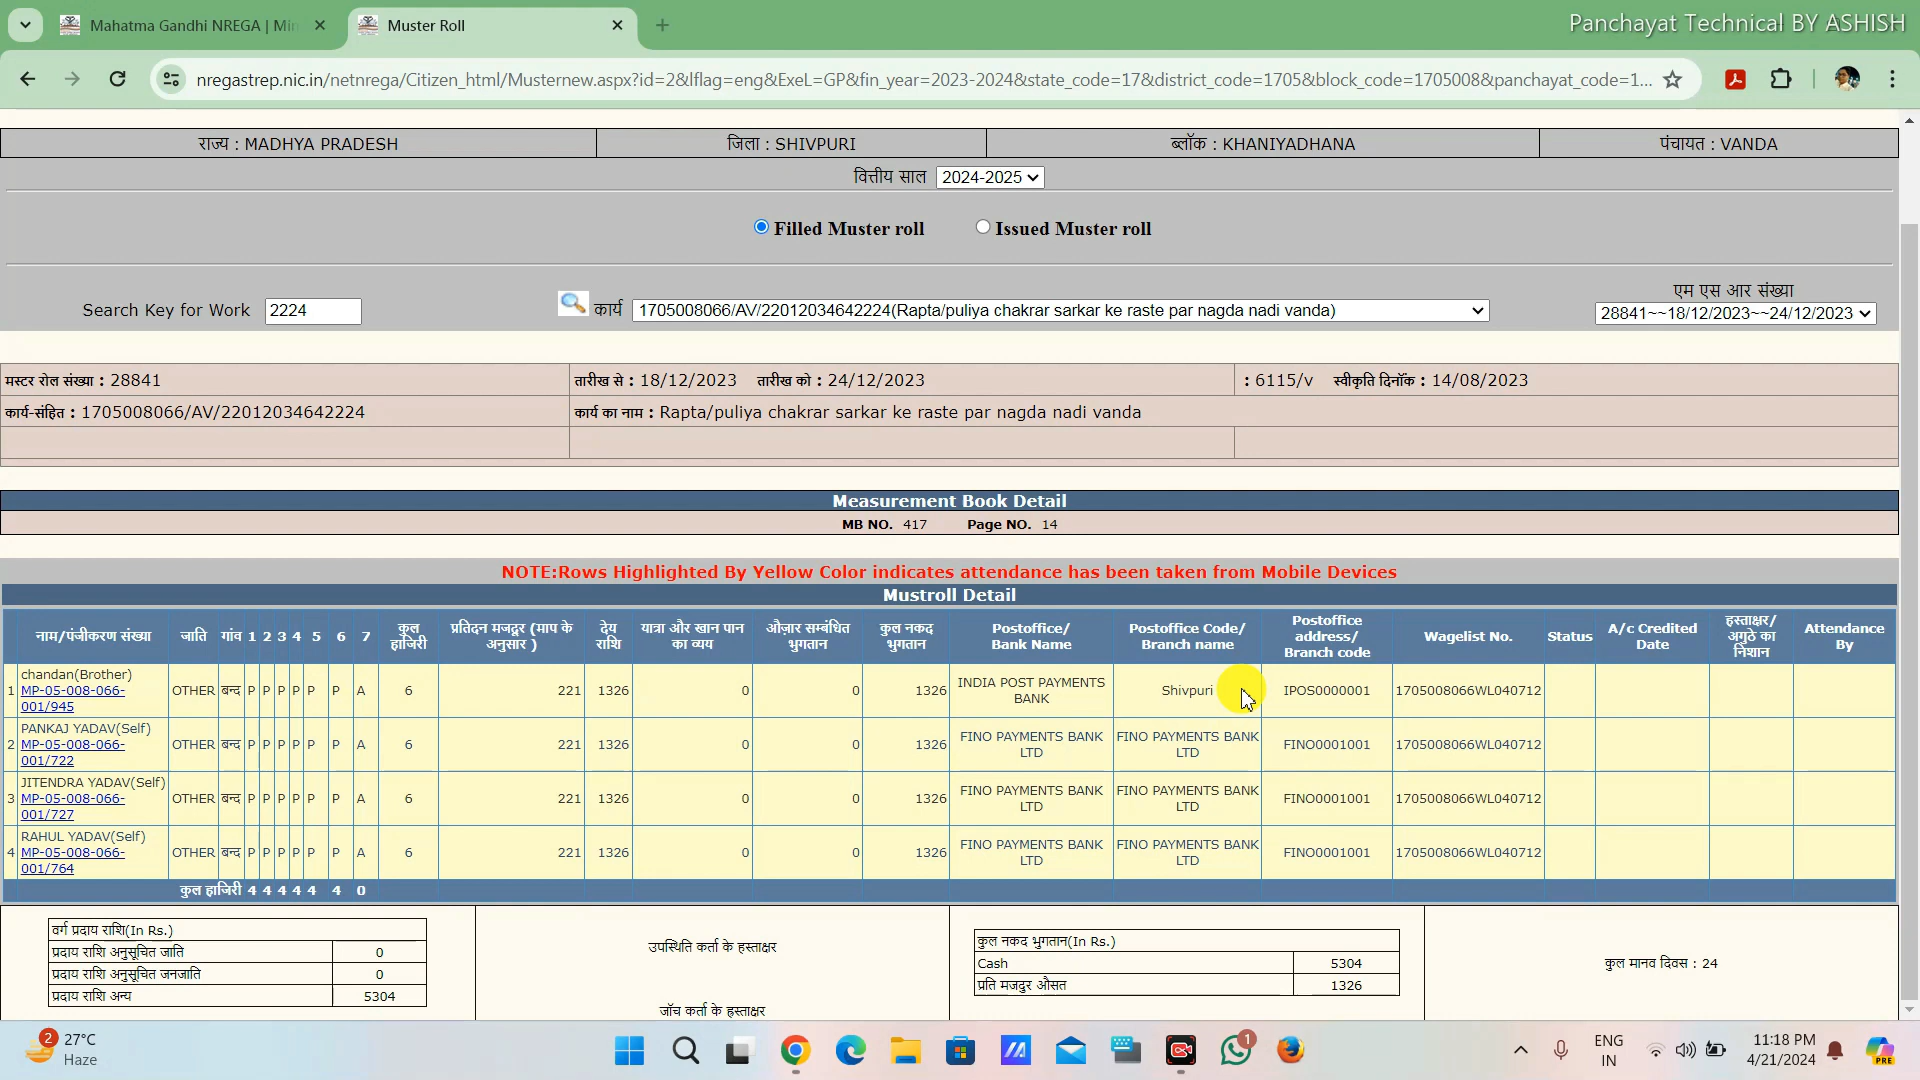 Mahatma Gandhi NREGA | Min
Muster Roll
Panchayat Technical BY ASHISH
nregastrep.nic.in/netnrega/Citizen_html/Musternew.aspx?id=2&lflag=eng&ExeL=GP&fin_year=2023-2024&state_code=17&district_code=1705&block_code=1705008&panchayat_code=1...
राज्य : MADHYA PRADESH जिला : SHIVPURI ब्लॉक : KHANIYADHANA पंचायत : VANDA
वित्तीय साल 2024-2025
Filled Muster roll Issued Muster roll
एम एस आर संख्या
Search Key for Work 2224 कार्य 1705008066/AV/22012034642224(Rapta/puliya chakrar sarkar ke raste par nagda nadi vanda) 28841~~18/12/2023~~24/12/2023
मस्टर रोल संख्या : 28841 तारीख से : 18/12/2023 तारीख को : 24/12/2023 : 6115/v स्वीकृति दिनॉक : 14/08/2023
कार्य-संहित : 1705008066/AV/22012034642224 कार्य का नाम : Rapta/puliya chakrar sarkar ke raste par nagda nadi vanda
Measurement Book Detail
MB NO. 417 Page NO. 14
NOTE:Rows Highlighted By Yellow Color indicates attendance has been taken from Mobile Devices
Mustroll Detail
नाम/पंजीकरण संख्या जाति गांव 1 2 3 4 5 6 7 कुल हाजिरी प्रतिदन मजदूर (माप के अनुसार ) देय राशि यात्रा और खान पान का व्यय औज़ार सम्बंधित भुगतान कुल नकद भुगतान Postoffice/ Bank Name Postoffice Code/ Branch name Postoffice address/ Branch code Wagelist No. Status A/c Credited Date हस्ताक्षर/ अगुठे का निशान Attendance By
1 chandan(Brother) MP-05-008-066-001/945 OTHER बन्द P P P P P P A 6 221 1326 0 0 1326 INDIA POST PAYMENTS BANK Shivpuri IPOS0000001 1705008066WL040712
2 PANKAJ YADAV(Self) MP-05-008-066-001/722 OTHER बन्द P P P P P P A 6 221 1326 0 0 1326 FINO PAYMENTS BANK LTD FINO PAYMENTS BANK LTD FINO0001001 1705008066WL040712
3 JITENDRA YADAV(Self) MP-05-008-066-001/727 OTHER बन्द P P P P P P A 6 221 1326 0 0 1326 FINO PAYMENTS BANK LTD FINO PAYMENTS BANK LTD FINO0001001 1705008066WL040712
4 RAHUL YADAV(Self) MP-05-008-066-001/764 OTHER बन्द P P P P P P A 6 221 1326 0 0 1326 FINO PAYMENTS BANK LTD FINO PAYMENTS BANK LTD FINO0001001 1705008066WL040712
कुल हाजिरी 4 4 4 4 4 4 0
वर्ग प्रदाय राशि(In Rs.)
प्रदाय राशि अनुसूचित जाति 0
प्रदाय राशि अनुसूचित जनजाति 0
प्रदाय राशि अन्य 5304
उपस्थिति कर्ता के हस्ताक्षर
जॉच कर्ता के हस्ताक्षर
कुल नकद भुगतान(In Rs.)
Cash 5304
प्रति मजदुर औसत 1326
कुल मानव दिवस : 24
2 27°C
Haze
1
PRE
ENG
IN
11:18 PM
4/21/2024